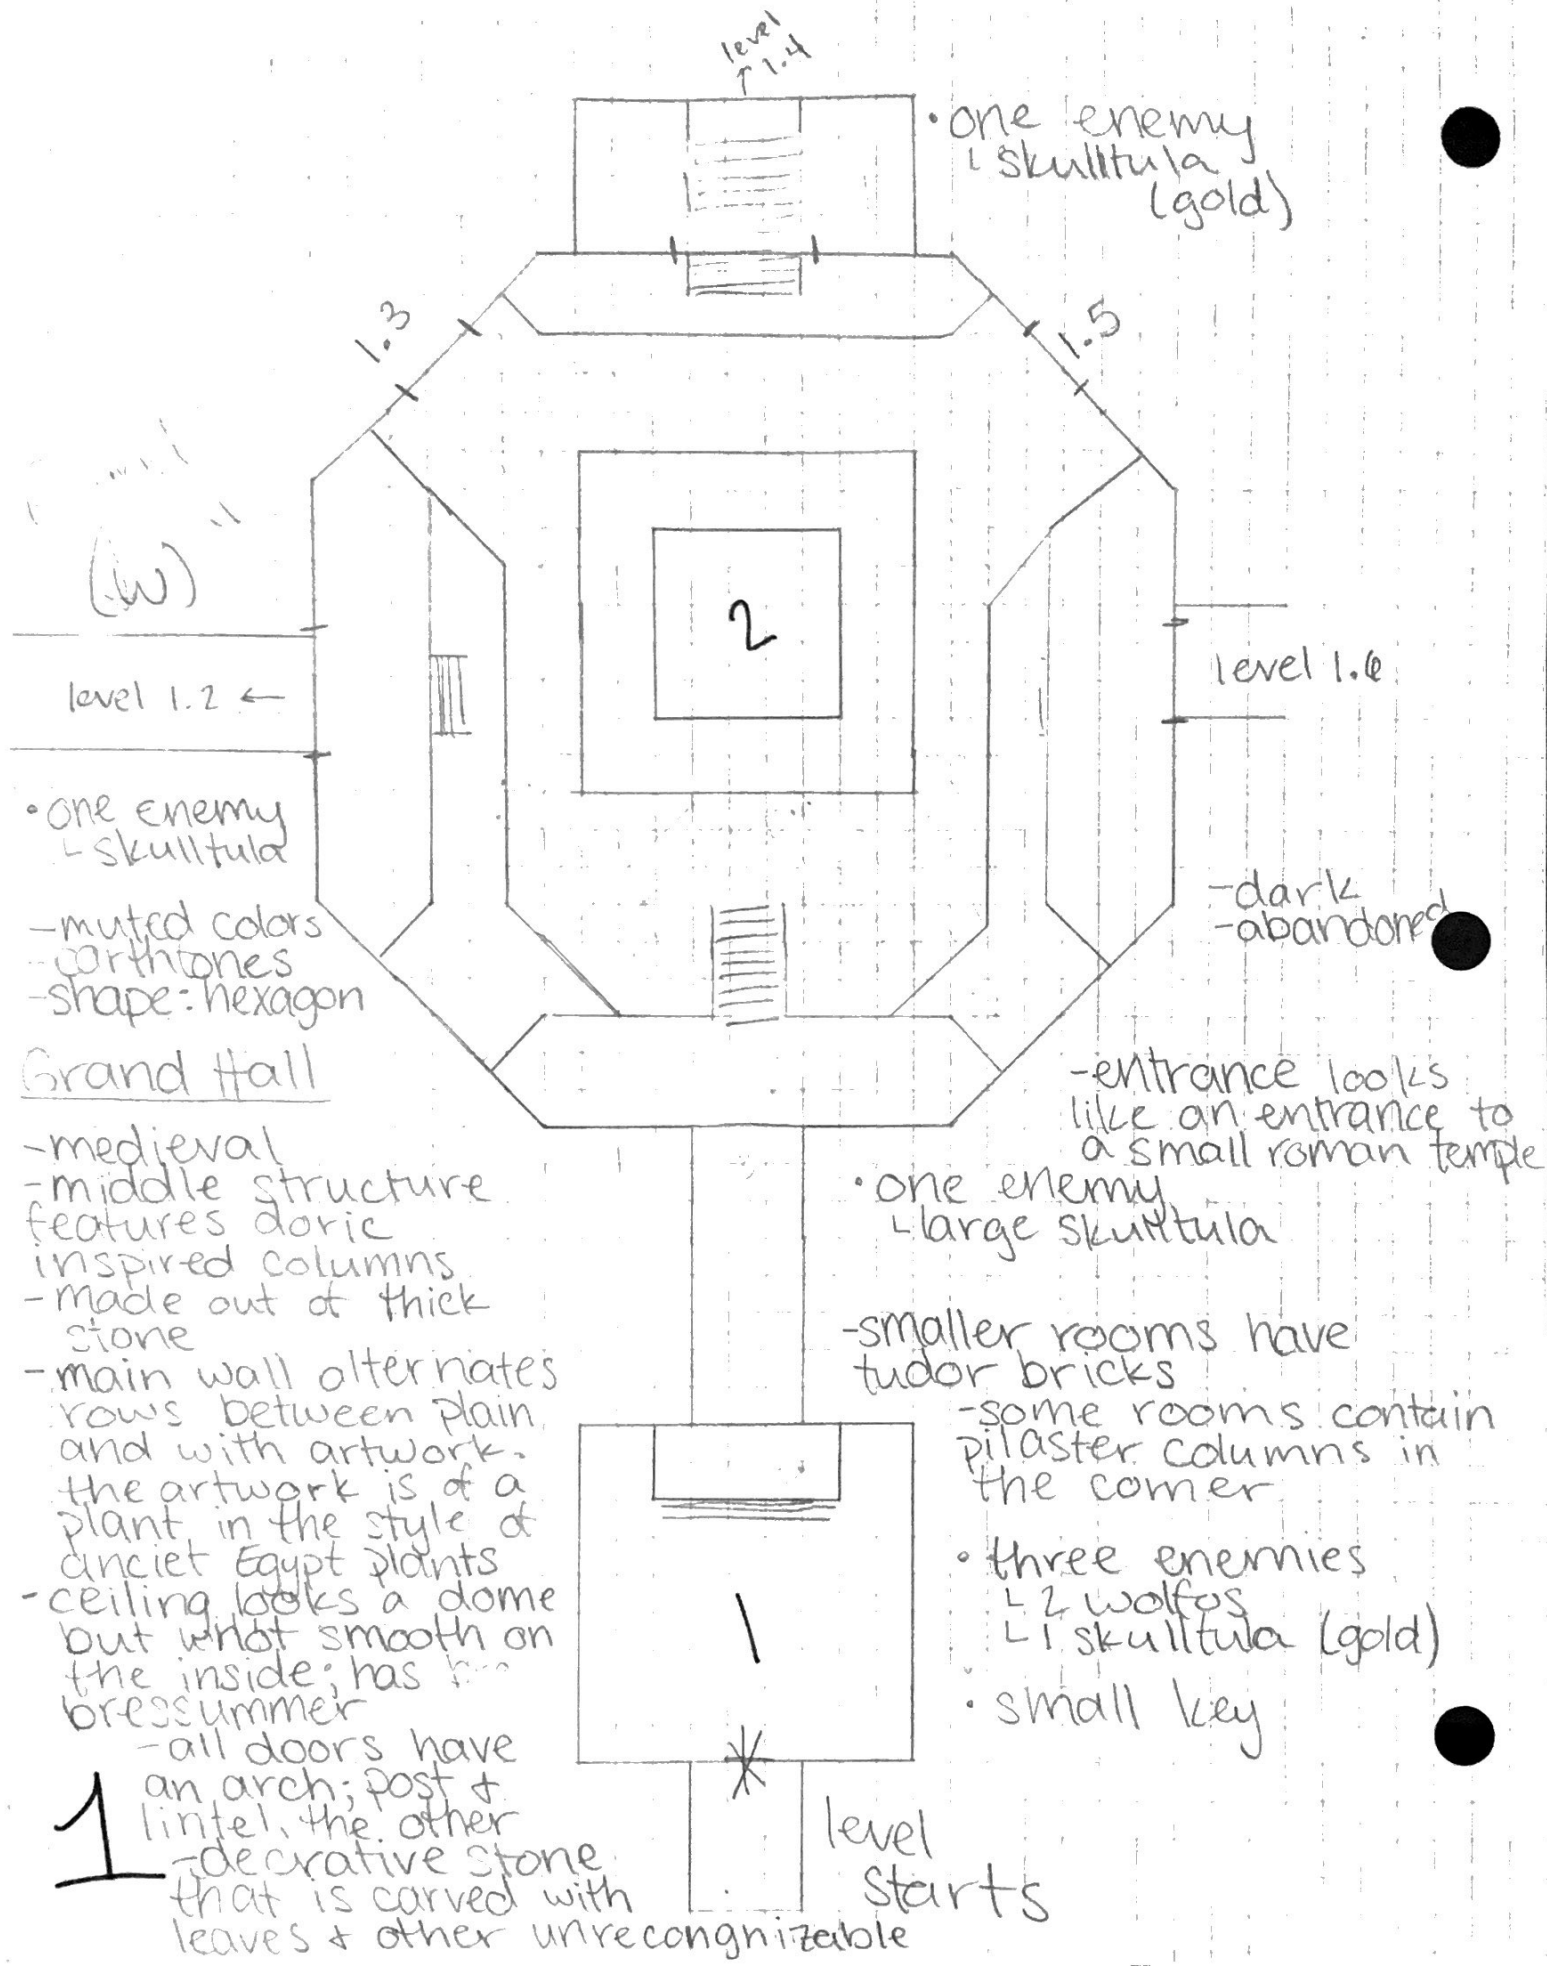 level
↑ 1.4
• one enemy
└ skulltula
(gold)
1.3
1.5
(W)
2
level 1.2 ←
level 1.6
• one enemy
└ skulltula
-muted colors
-earthtones
-shape: hexagon
-dark
-abandoned
Grand Hall
-medieval
-middle structure
features doric
inspired columns
-made out of thick
stone
-main wall alternates
rows between plain
and with artwork.
the artwork is of a
plant in the style of
anciet Egypt plants
-ceiling looks a dome
but not smooth on
the inside; has
bressummer
-all doors have
an arch; post &
lintel, the other
-decrative stone
that is carved with
leaves & other unrecongnizable
1
-entrance looks
like an entrance to
a small roman temple
• one enemy
└ large skulltula
-smaller rooms have
tudor bricks
-some rooms contain
pilaster columns in
the corner
• three enemies
└ 2 wolfos
└ 1 skulltula (gold)
• small key
1
level
starts